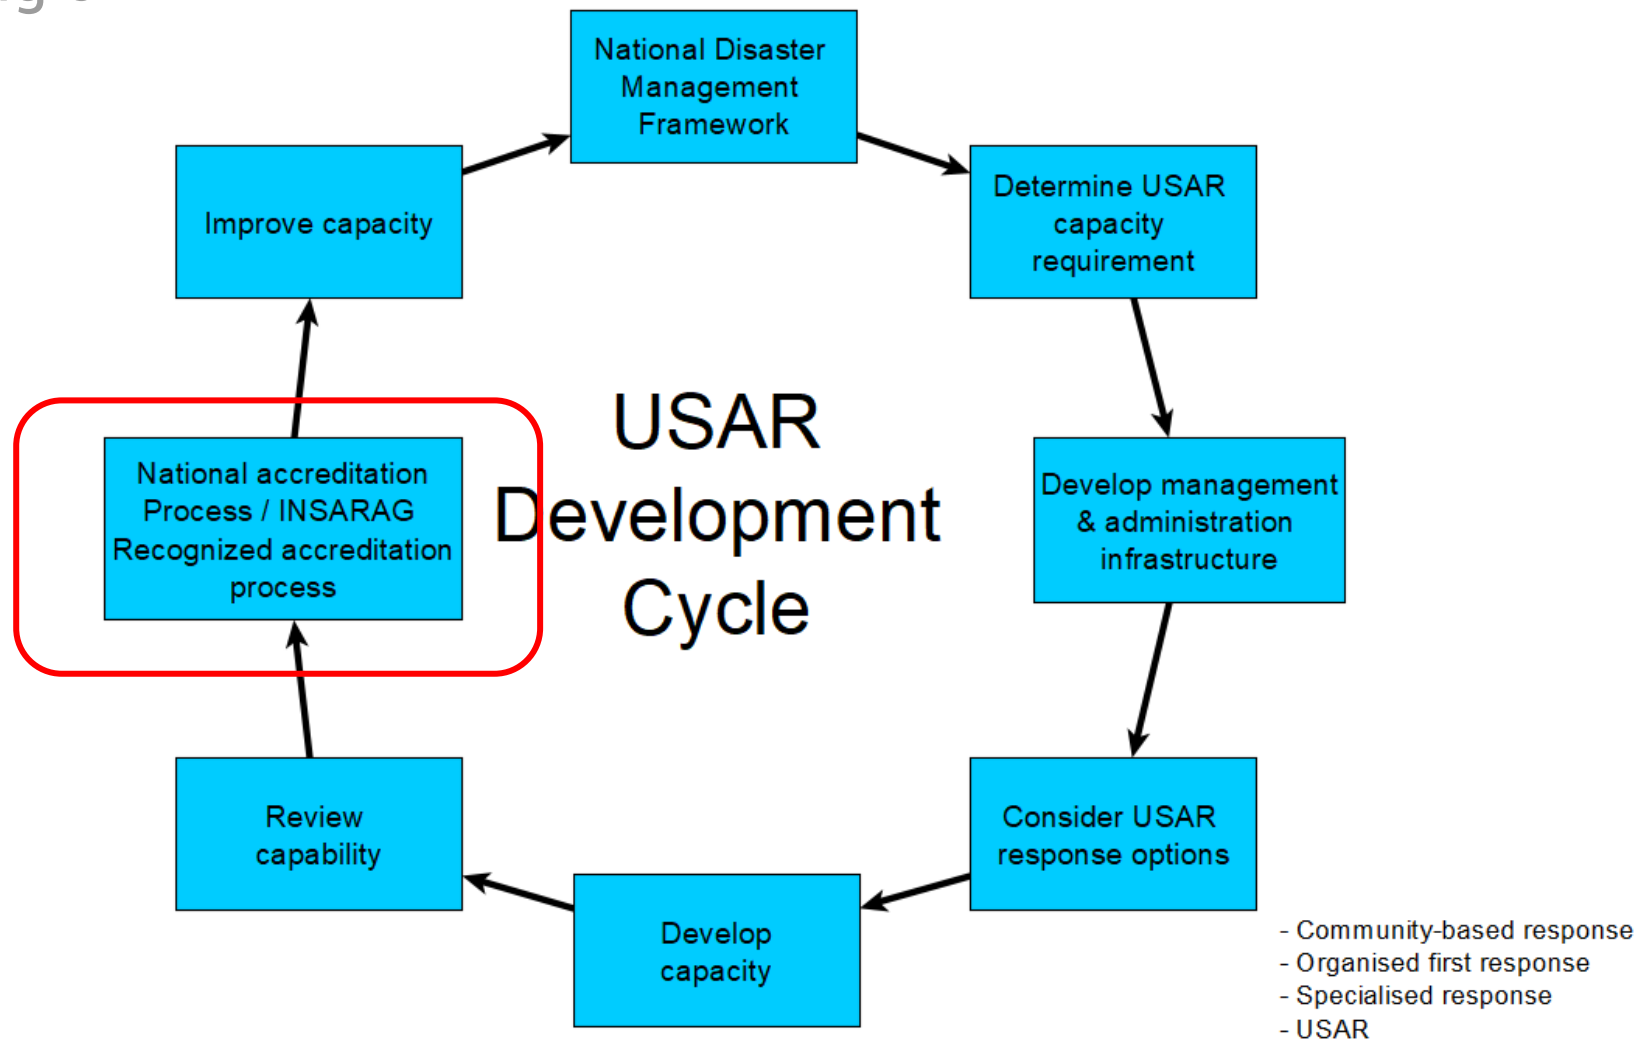 National Disaster
Management
Framework
Determine USAR
capacity
requirement
Develop management
& administration
infrastructure
Consider USAR
response options
- Community-based response
- Organised first response
- Specialised response
- USAR
Develop
capacity
Review
capability
National accreditation
Process / INSARAG
Recognized accreditation
process
Improve capacity
USAR
Development
Cycle